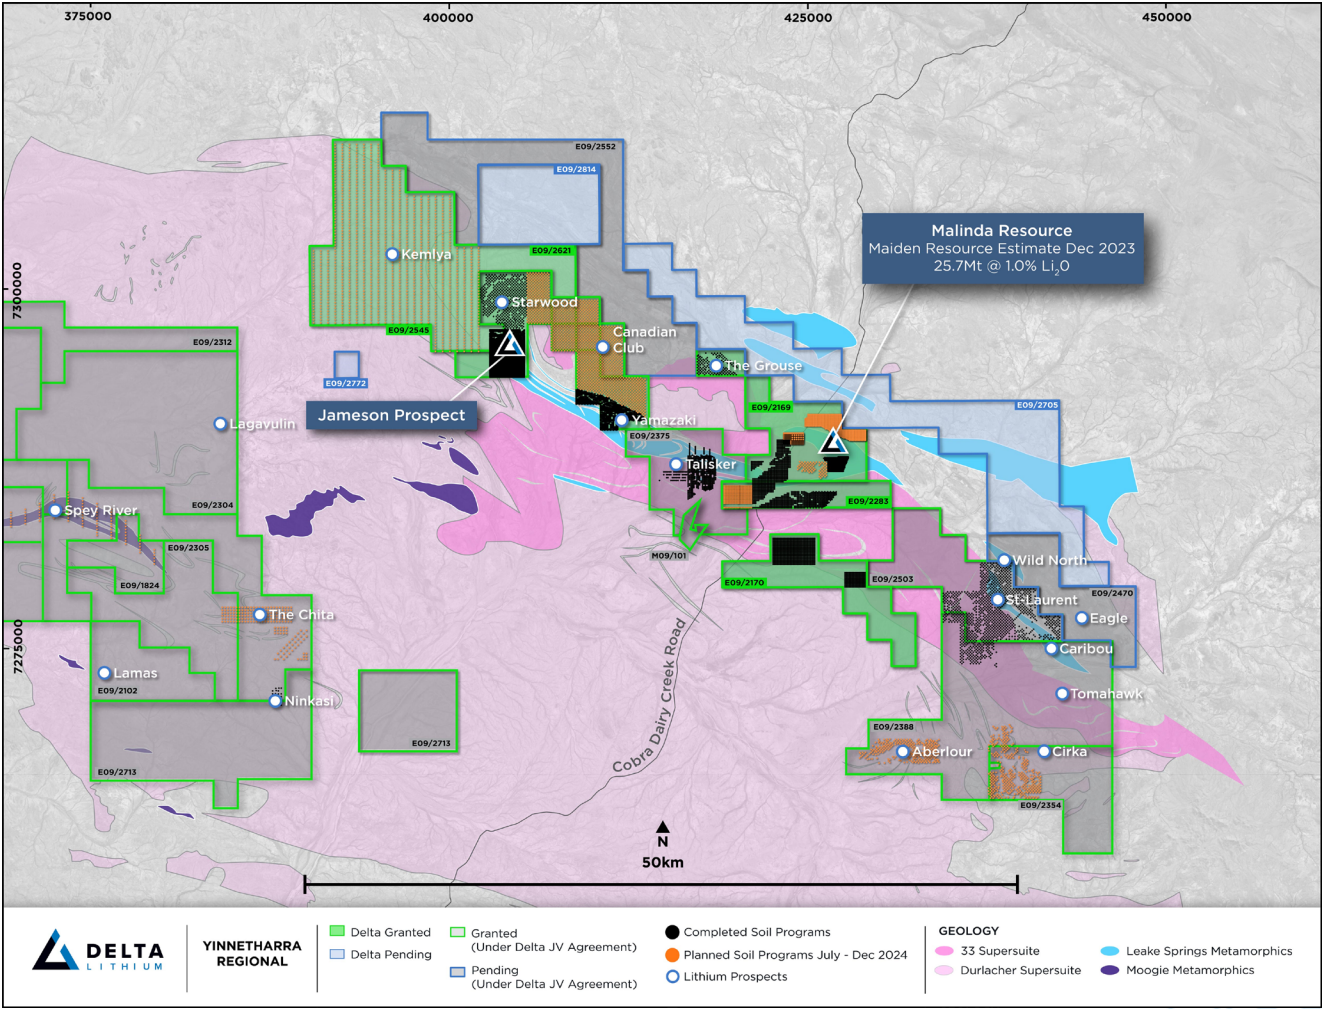 375000
400000
425000
450000
E09/2552
E09/2814
Malinda Resource
Maiden Resource Estimate Dec 2023
25.7Mt @ 1.0% Li₂O
E09/2621
Kemlya
7300000
Starwood
E09/2545
Canadian
Club
E09/2312
The Grouse
E09/2772
Jameson Prospect
E09/2169
E09/2705
Lagavulin
Yamazaki
E09/2375
Talisker
E09/2304
E09/2283
Spey River
E09/2305
M09/101
Wild North
E09/1824
E09/2170
E09/2503
E09/2470
St-Laurent
The Chita
Eagle
7275000
Caribou
Lamas
E09/2102
Ninkasi
Tomahawk
Cobra Dairy Creek Road
E09/2388
E09/2713
Aberlour
Cirka
E09/2713
E09/2354
N
50km
DELTA
LITHIUM
YINNETHARRA
REGIONAL
Delta Granted
Delta Pending
Granted
(Under Delta JV Agreement)
Pending
(Under Delta JV Agreement)
Completed Soil Programs
Planned Soil Programs July - Dec 2024
Lithium Prospects
GEOLOGY
33 Supersuite
Durlacher Supersuite
Leake Springs Metamorphics
Moogie Metamorphics